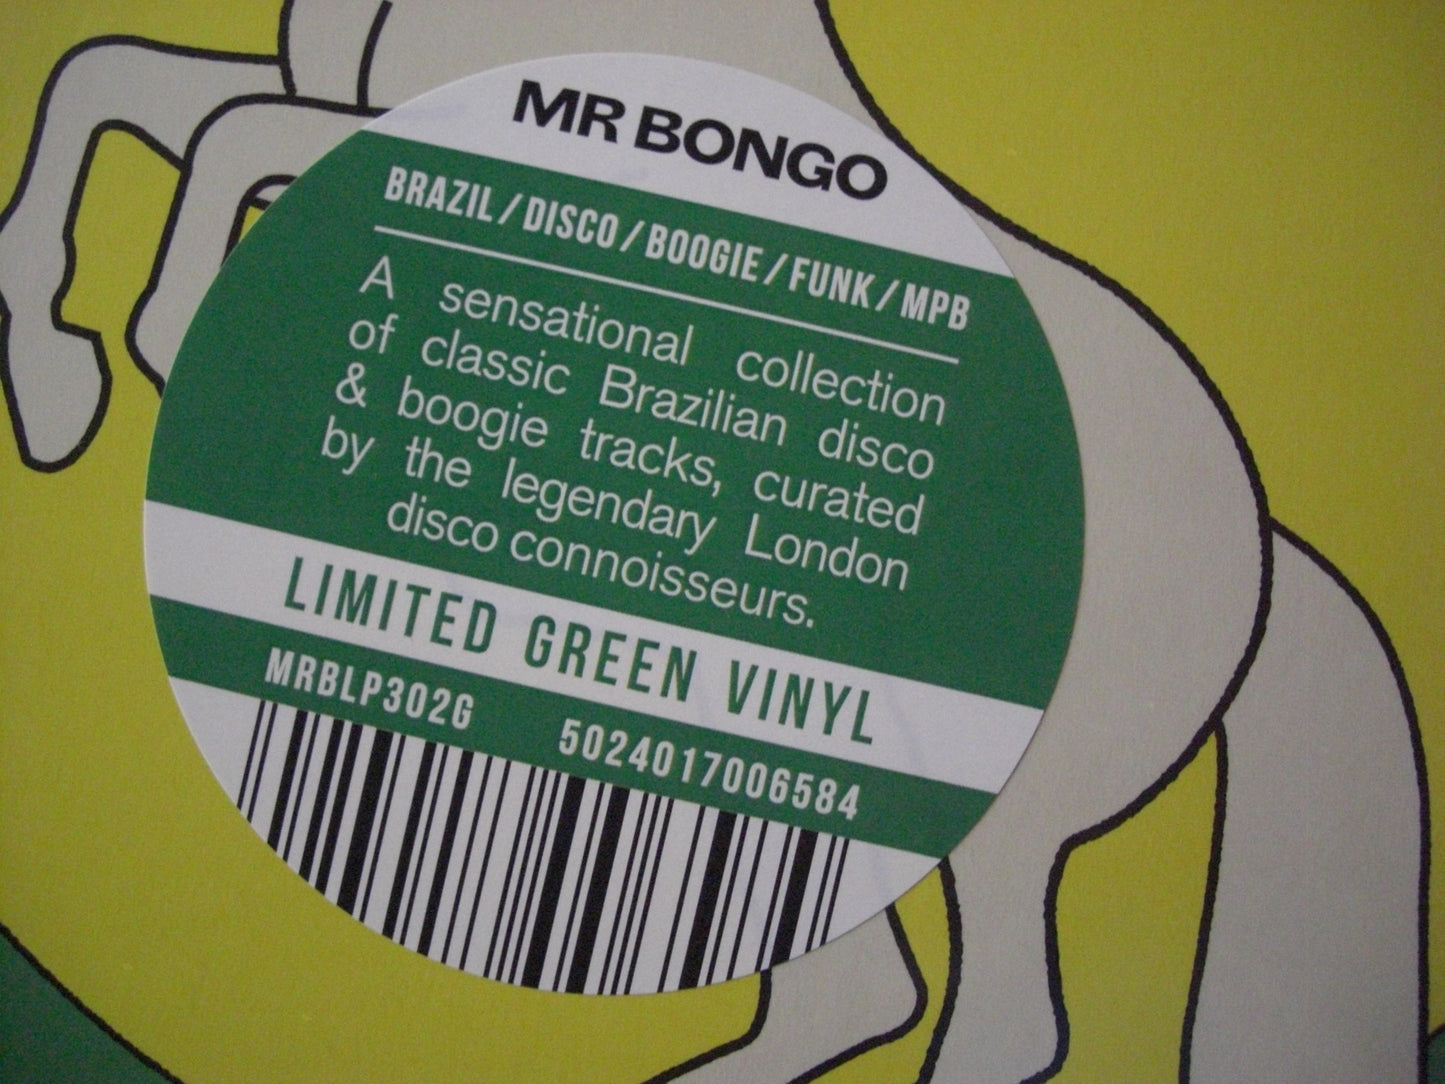 MR BONGO
BRAZIL / DISCO / BOOGIE / FUNK / MPB
A sensational collection
of classic Brazilian disco
& boogie tracks, curated
by the legendary London
disco connoisseurs.
LIMITED GREEN VINYL
MRBLP302G 5024017006584